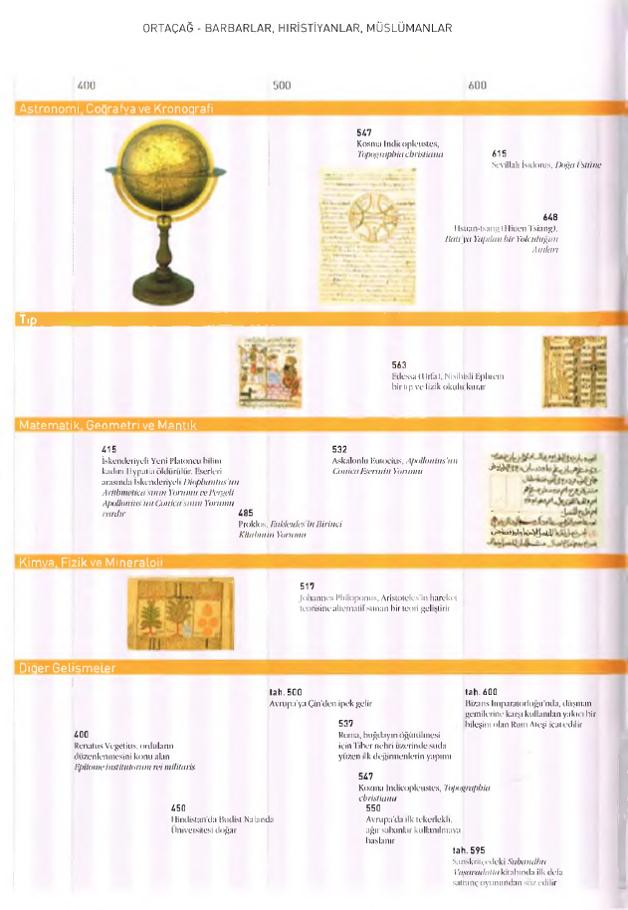 ORTAÇAĞ - BARBARLAR, HIRİSTİYANLAR, MÜSLÜMANLAR
400
500
600
Astronomi, Coğrafya ve Kronografi
547
Kosma Indicopleustes,
Topographia christiana
615
Sevillalı İsidorus, Doğa Üstüne
648
Hsuan-tsang (Hiuen Tsiang),
Batı'ya Yapılan bir Yolculuğun
Anıları
Tıp
563
Edessa (Urfa), Nisibisli Ephrem
bir tıp ve fizik okulu kurar
Matematik, Geometri ve Mantık
415
İskenderiyeli Yeni Platoncu bilim
kadını Hypatia öldürülür. Eserleri
arasında İskenderiyeli Diophantus'un
Arithmetica'sının Yorumu ve Pergeli
Apollonius'un Conica'sının Yorumu
vardır
485
Proklos, Eukleides'in Birinci
Kitabının Yorumu
532
Askalonlu Eutocius, Apollonius'un
Conica Eserinin Yorumu
Kimya, Fizik ve Mineraloji
517
Johannes Philoponus, Aristoteles'in hareket
teorisine alternatif sunan bir teori geliştirir
Diğer Gelişmeler
400
Renatus Vegetius, orduların
düzenlenmesini konu alan
Epitome institutorum rei militaris
450
Hindistan'da Budist Nalanda
Üniversitesi doğar
tah. 500
Avrupa'ya Çin'den ipek gelir
537
Roma, buğdayın öğütülmesi
için Tiber nehri üzerinde suda
yüzen ilk değirmenlerin yapımı
547
Kozma Indicopleustes, Topographia
christiana
550
Avrupa'da ilk tekerlekli,
ağır sabanlar kullanılmaya
başlanır
tah. 595
Sanskritçedeki Subandhu
Vasavadatta kitabında ilk defa
satranç oyunundan söz edilir
tah. 600
Bizans İmparatorluğu'nda, düşman
gemilerine karşı kullanılan yakıcı bir
bileşim olan Rum Ateşi icat edilir